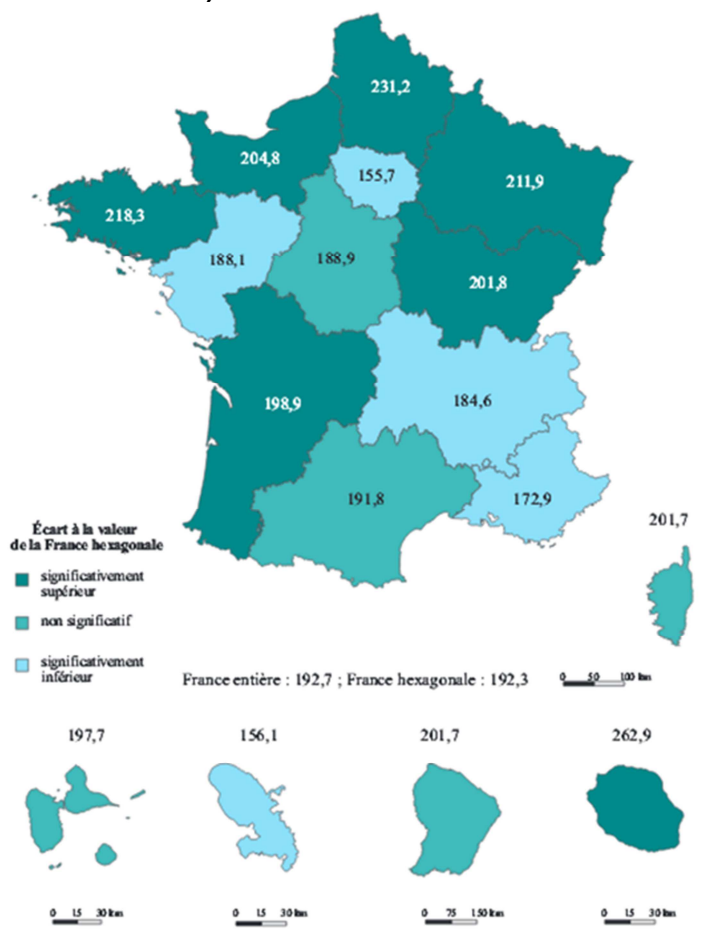 231,2
204,8
155,7
211,9
218,3
188,1
188,9
201,8
198,9
184,6
191,8
172,9
201,7
Écart à la valeur
de la France hexagonale
significativement
supérieur
non significatif
significativement
inférieur
France entière : 192,7 ; France hexagonale : 192,3
0 50 100 km
197,7
156,1
201,7
262,9
0 15 30 km
0 15 30 km
0 75 150 km
0 15 30 km